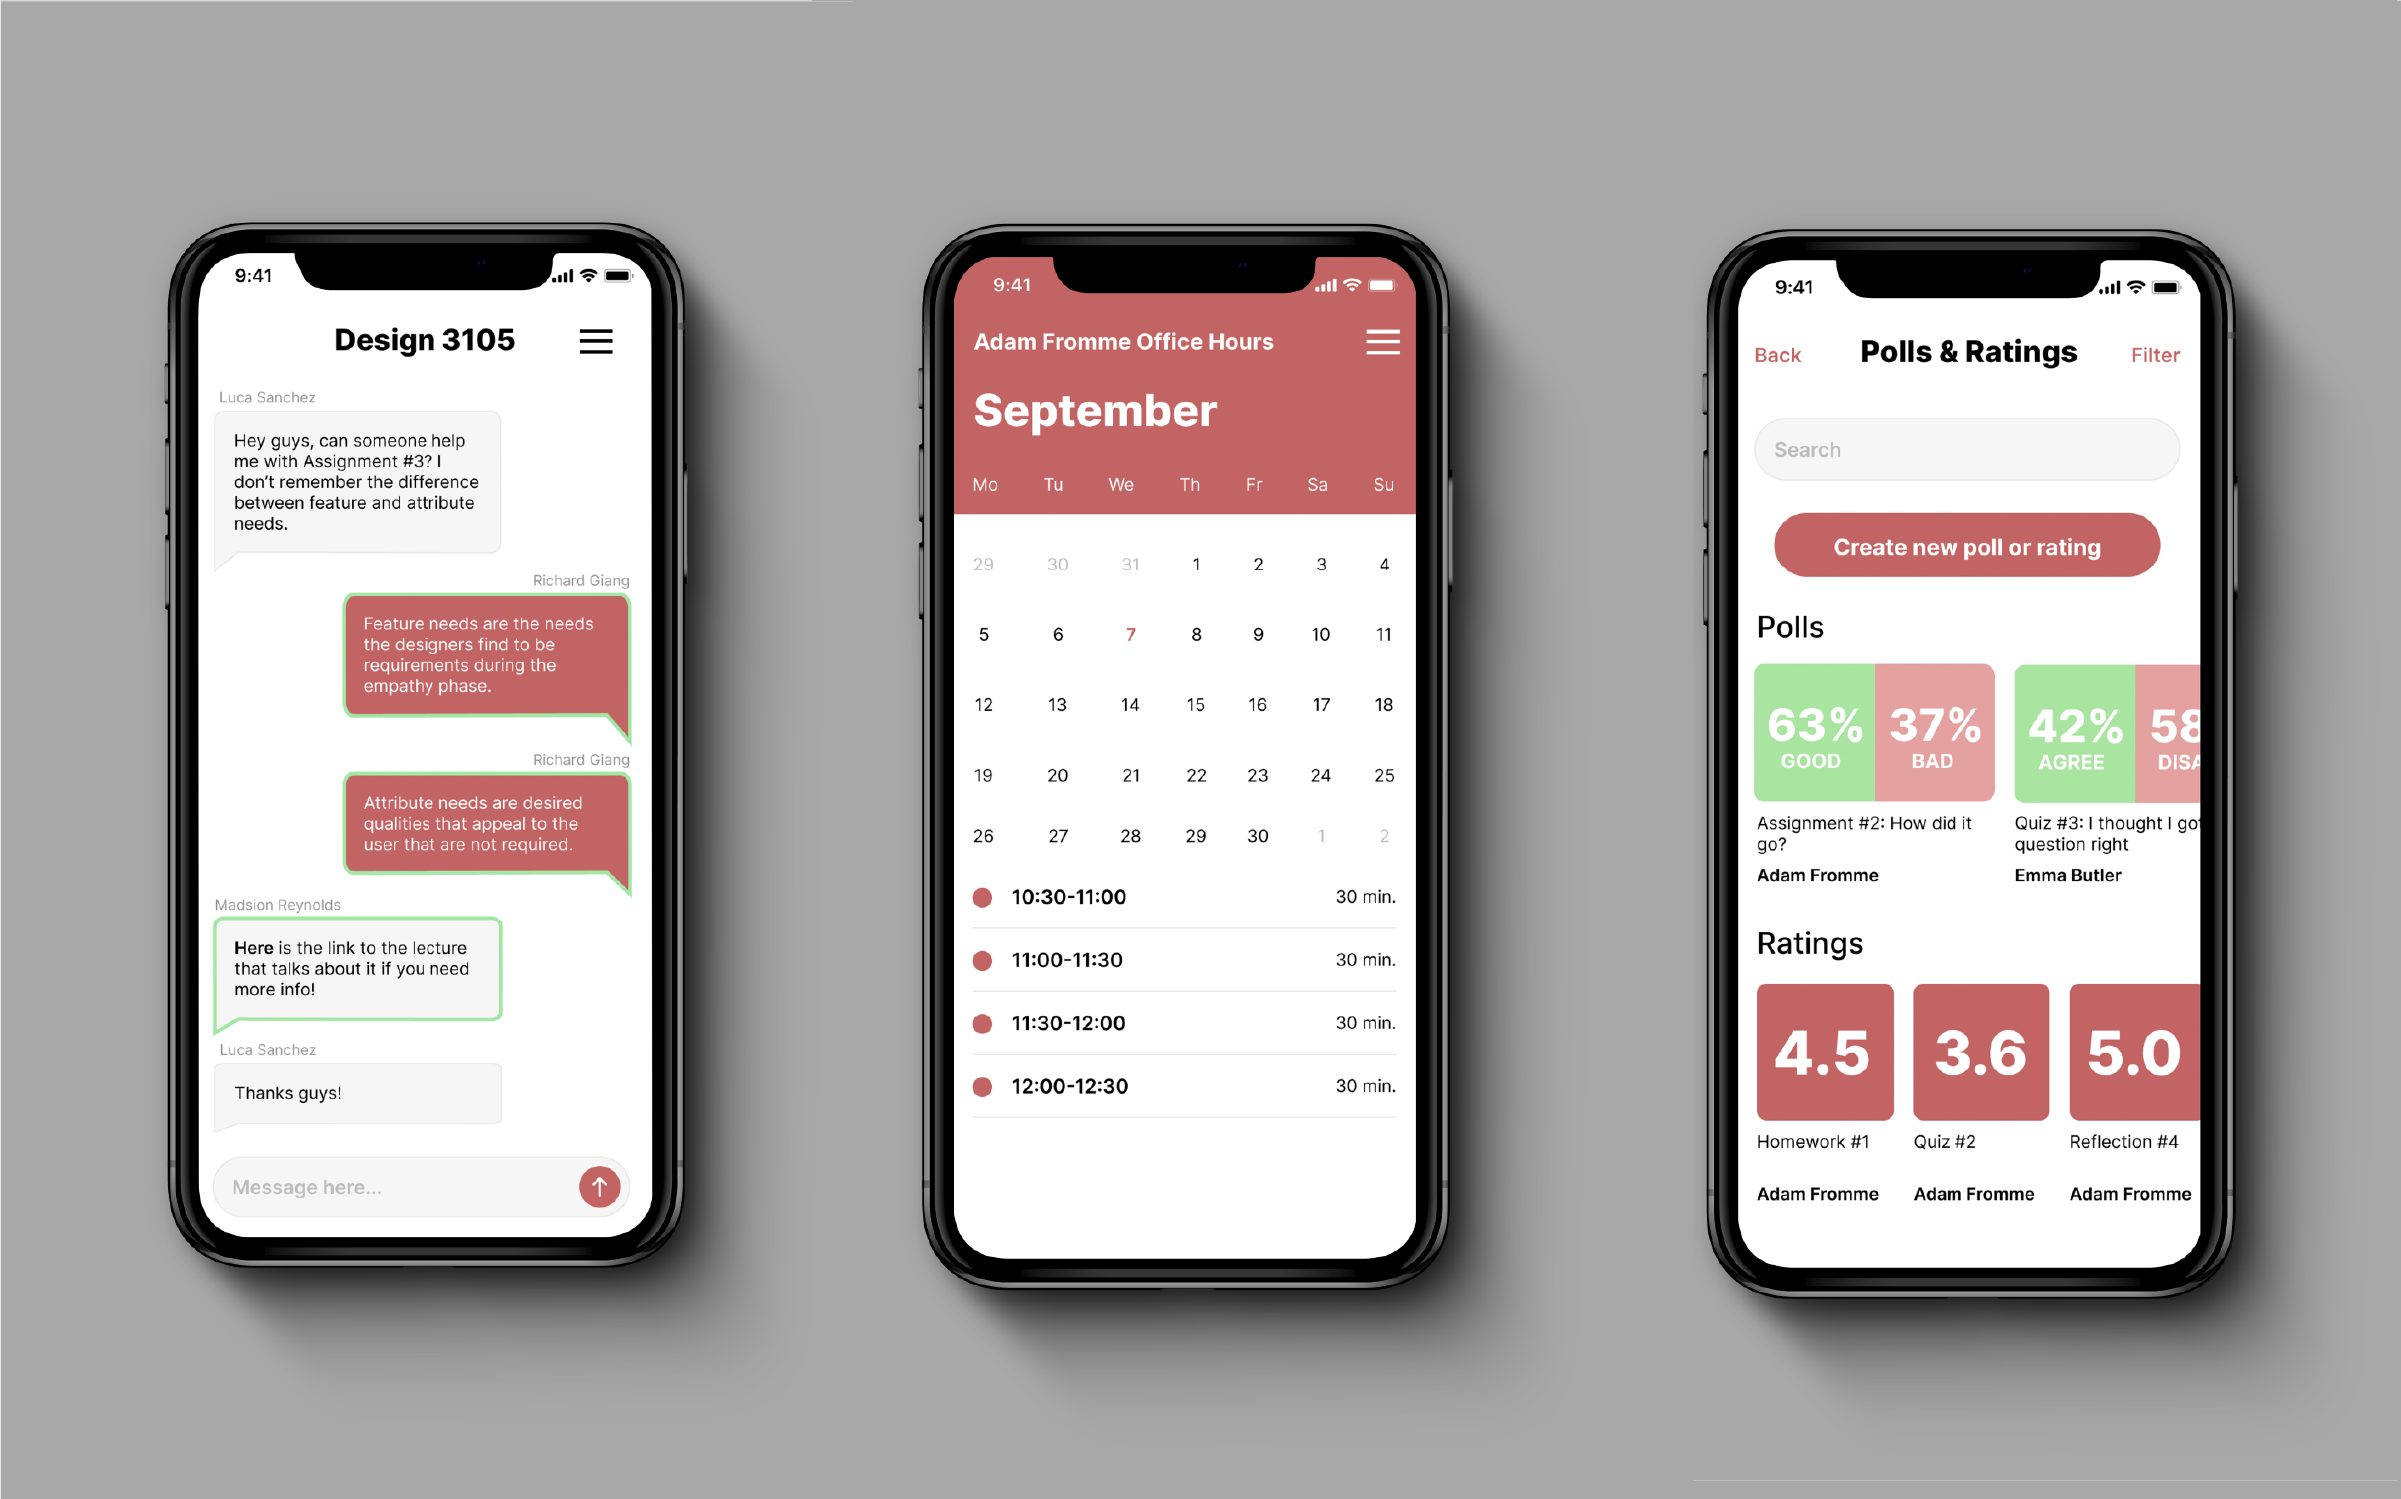 9:41
Design 3105
Luca Sanchez
Hey guys, can someone help
me with Assignment #3? I
don't remember the difference
between feature and attribute
needs.
Richard Giang
Feature needs are the needs
the designers find to be
requirements during the
empathy phase.
Richard Giang
Attribute needs are desired
qualities that appeal to the
user that are not required.
Madsion Reynolds
Here is the link to the lecture
that talks about it if you need
more info!
Luca Sanchez
Thanks guys!
Message here...
9:41
Adam Fromme Office Hours
September
Mo Tu We Th Fr Sa Su
29 30 31 1 2 3 4
5 6 7 8 9 10 11
12 13 14 15 16 17 18
19 20 21 22 23 24 25
26 27 28 29 30 1 2
10:30-11:00 30 min.
11:00-11:30 30 min.
11:30-12:00 30 min.
12:00-12:30 30 min.
9:41
Back Polls & Ratings Filter
Search
Create new poll or rating
Polls
63% 37% 42% 58
GOOD BAD AGREE DISA
Assignment #2: How did it
go?
Adam Fromme
Quiz #3: I thought I got
question right
Emma Butler
Ratings
4.5 3.6 5.0
Homework #1 Quiz #2 Reflection #4
Adam Fromme Adam Fromme Adam Fromme